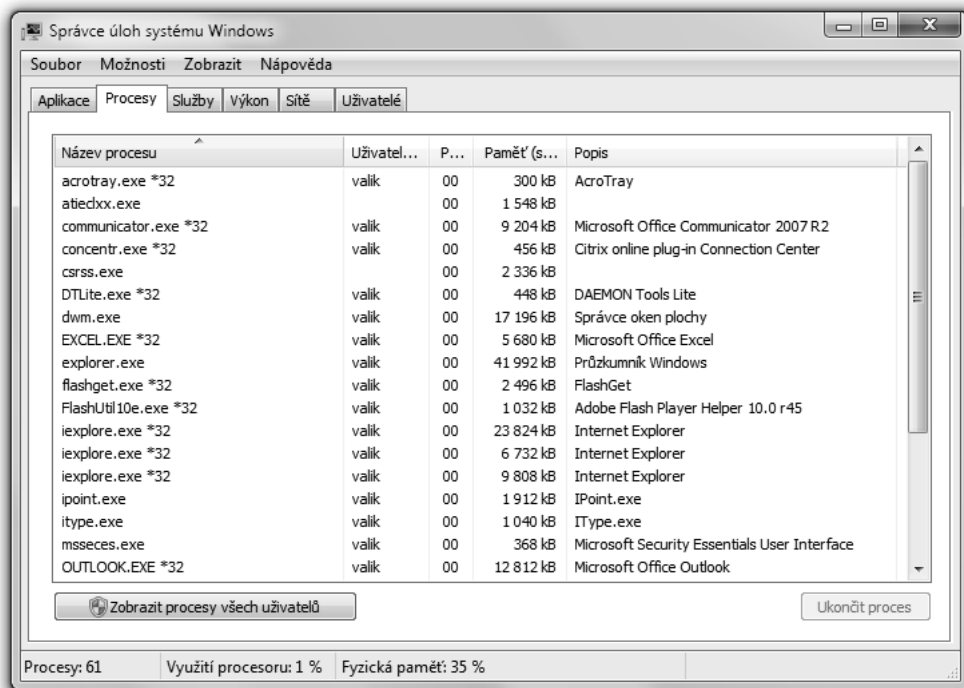 Správce úloh systému Windows
Soubor Možnosti Zobrazit Nápověda
Aplikace Procesy Služby Výkon Sítě Uživatelé
Název procesu Uživatel... P... Paměť (s... Popis
acrotray.exe *32 valik 00 300 kB AcroTray
atieclxx.exe 00 1 548 kB
communicator.exe *32 valik 00 9 204 kB Microsoft Office Communicator 2007 R2
concentr.exe *32 valik 00 456 kB Citrix online plug-in Connection Center
csrss.exe 00 2 336 kB
DTLite.exe *32 valik 00 448 kB DAEMON Tools Lite
dwm.exe valik 00 17 196 kB Správce oken plochy
EXCEL.EXE *32 valik 00 5 680 kB Microsoft Office Excel
explorer.exe valik 00 41 992 kB Průzkumník Windows
flashget.exe *32 valik 00 2 496 kB FlashGet
FlashUtil10e.exe *32 valik 00 1 032 kB Adobe Flash Player Helper 10.0 r45
iexplore.exe *32 valik 00 23 824 kB Internet Explorer
iexplore.exe *32 valik 00 6 732 kB Internet Explorer
iexplore.exe *32 valik 00 9 808 kB Internet Explorer
ipoint.exe valik 00 1 912 kB IPoint.exe
itype.exe valik 00 1 040 kB IType.exe
msseces.exe valik 00 368 kB Microsoft Security Essentials User Interface
OUTLOOK.EXE *32 valik 00 12 812 kB Microsoft Office Outlook
Zobrazit procesy všech uživatelů Ukončit proces
Procesy: 61 Využití procesoru: 1 % Fyzická paměť: 35 %